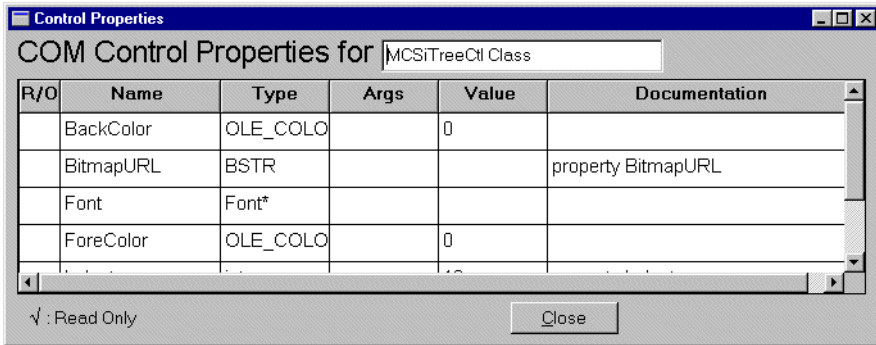 Control Properties
COM Control Properties for MCSiTreeCtl Class
R/O Name Type Args Value Documentation
BackColor OLE_COLO 0
BitmapURL BSTR property BitmapURL
Font Font*
ForeColor OLE_COLO 0
√ : Read Only Close